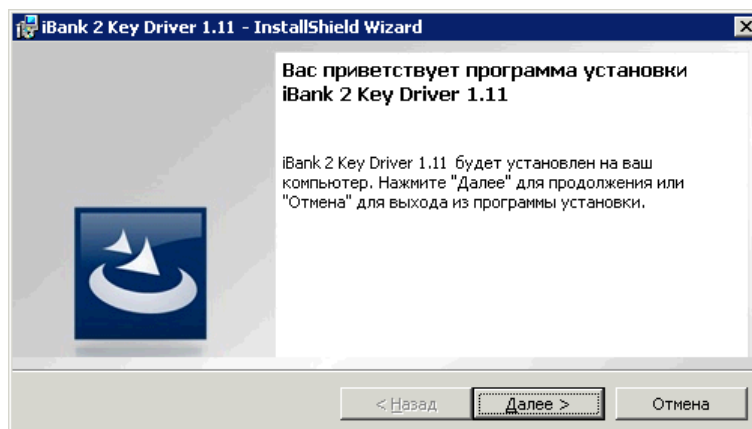 iBank 2 Key Driver 1.11 - InstallShield Wizard
Вас приветствует программа установки
iBank 2 Key Driver 1.11
iBank 2 Key Driver 1.11 будет установлен на ваш
компьютер. Нажмите "Далее" для продолжения или
"Отмена" для выхода из программы установки.
< Назад
Далее >
Отмена